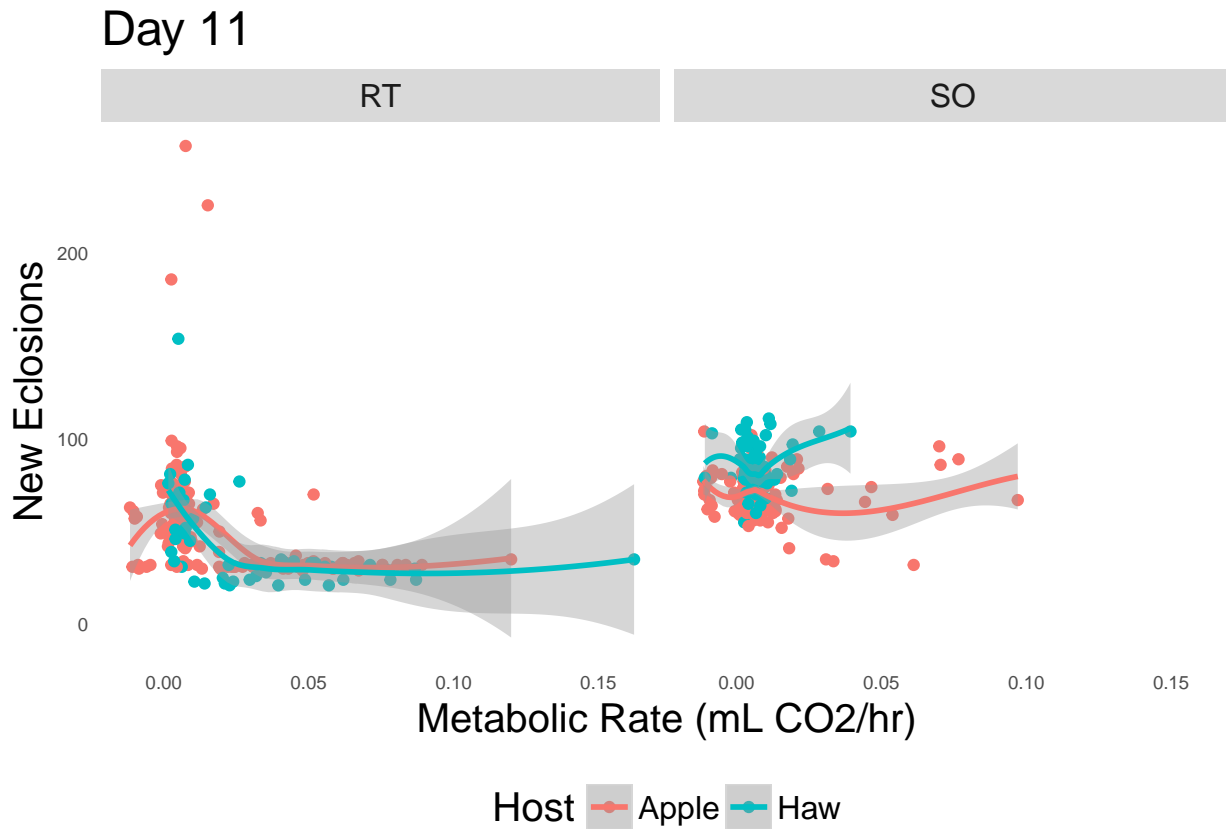 Day 11
RT SO
200
100
0
New Eclosions
0.00 0.05 0.10 0.15 0.00 0.05 0.10 0.15
Metabolic Rate (mL CO2/hr)
Host Apple Haw